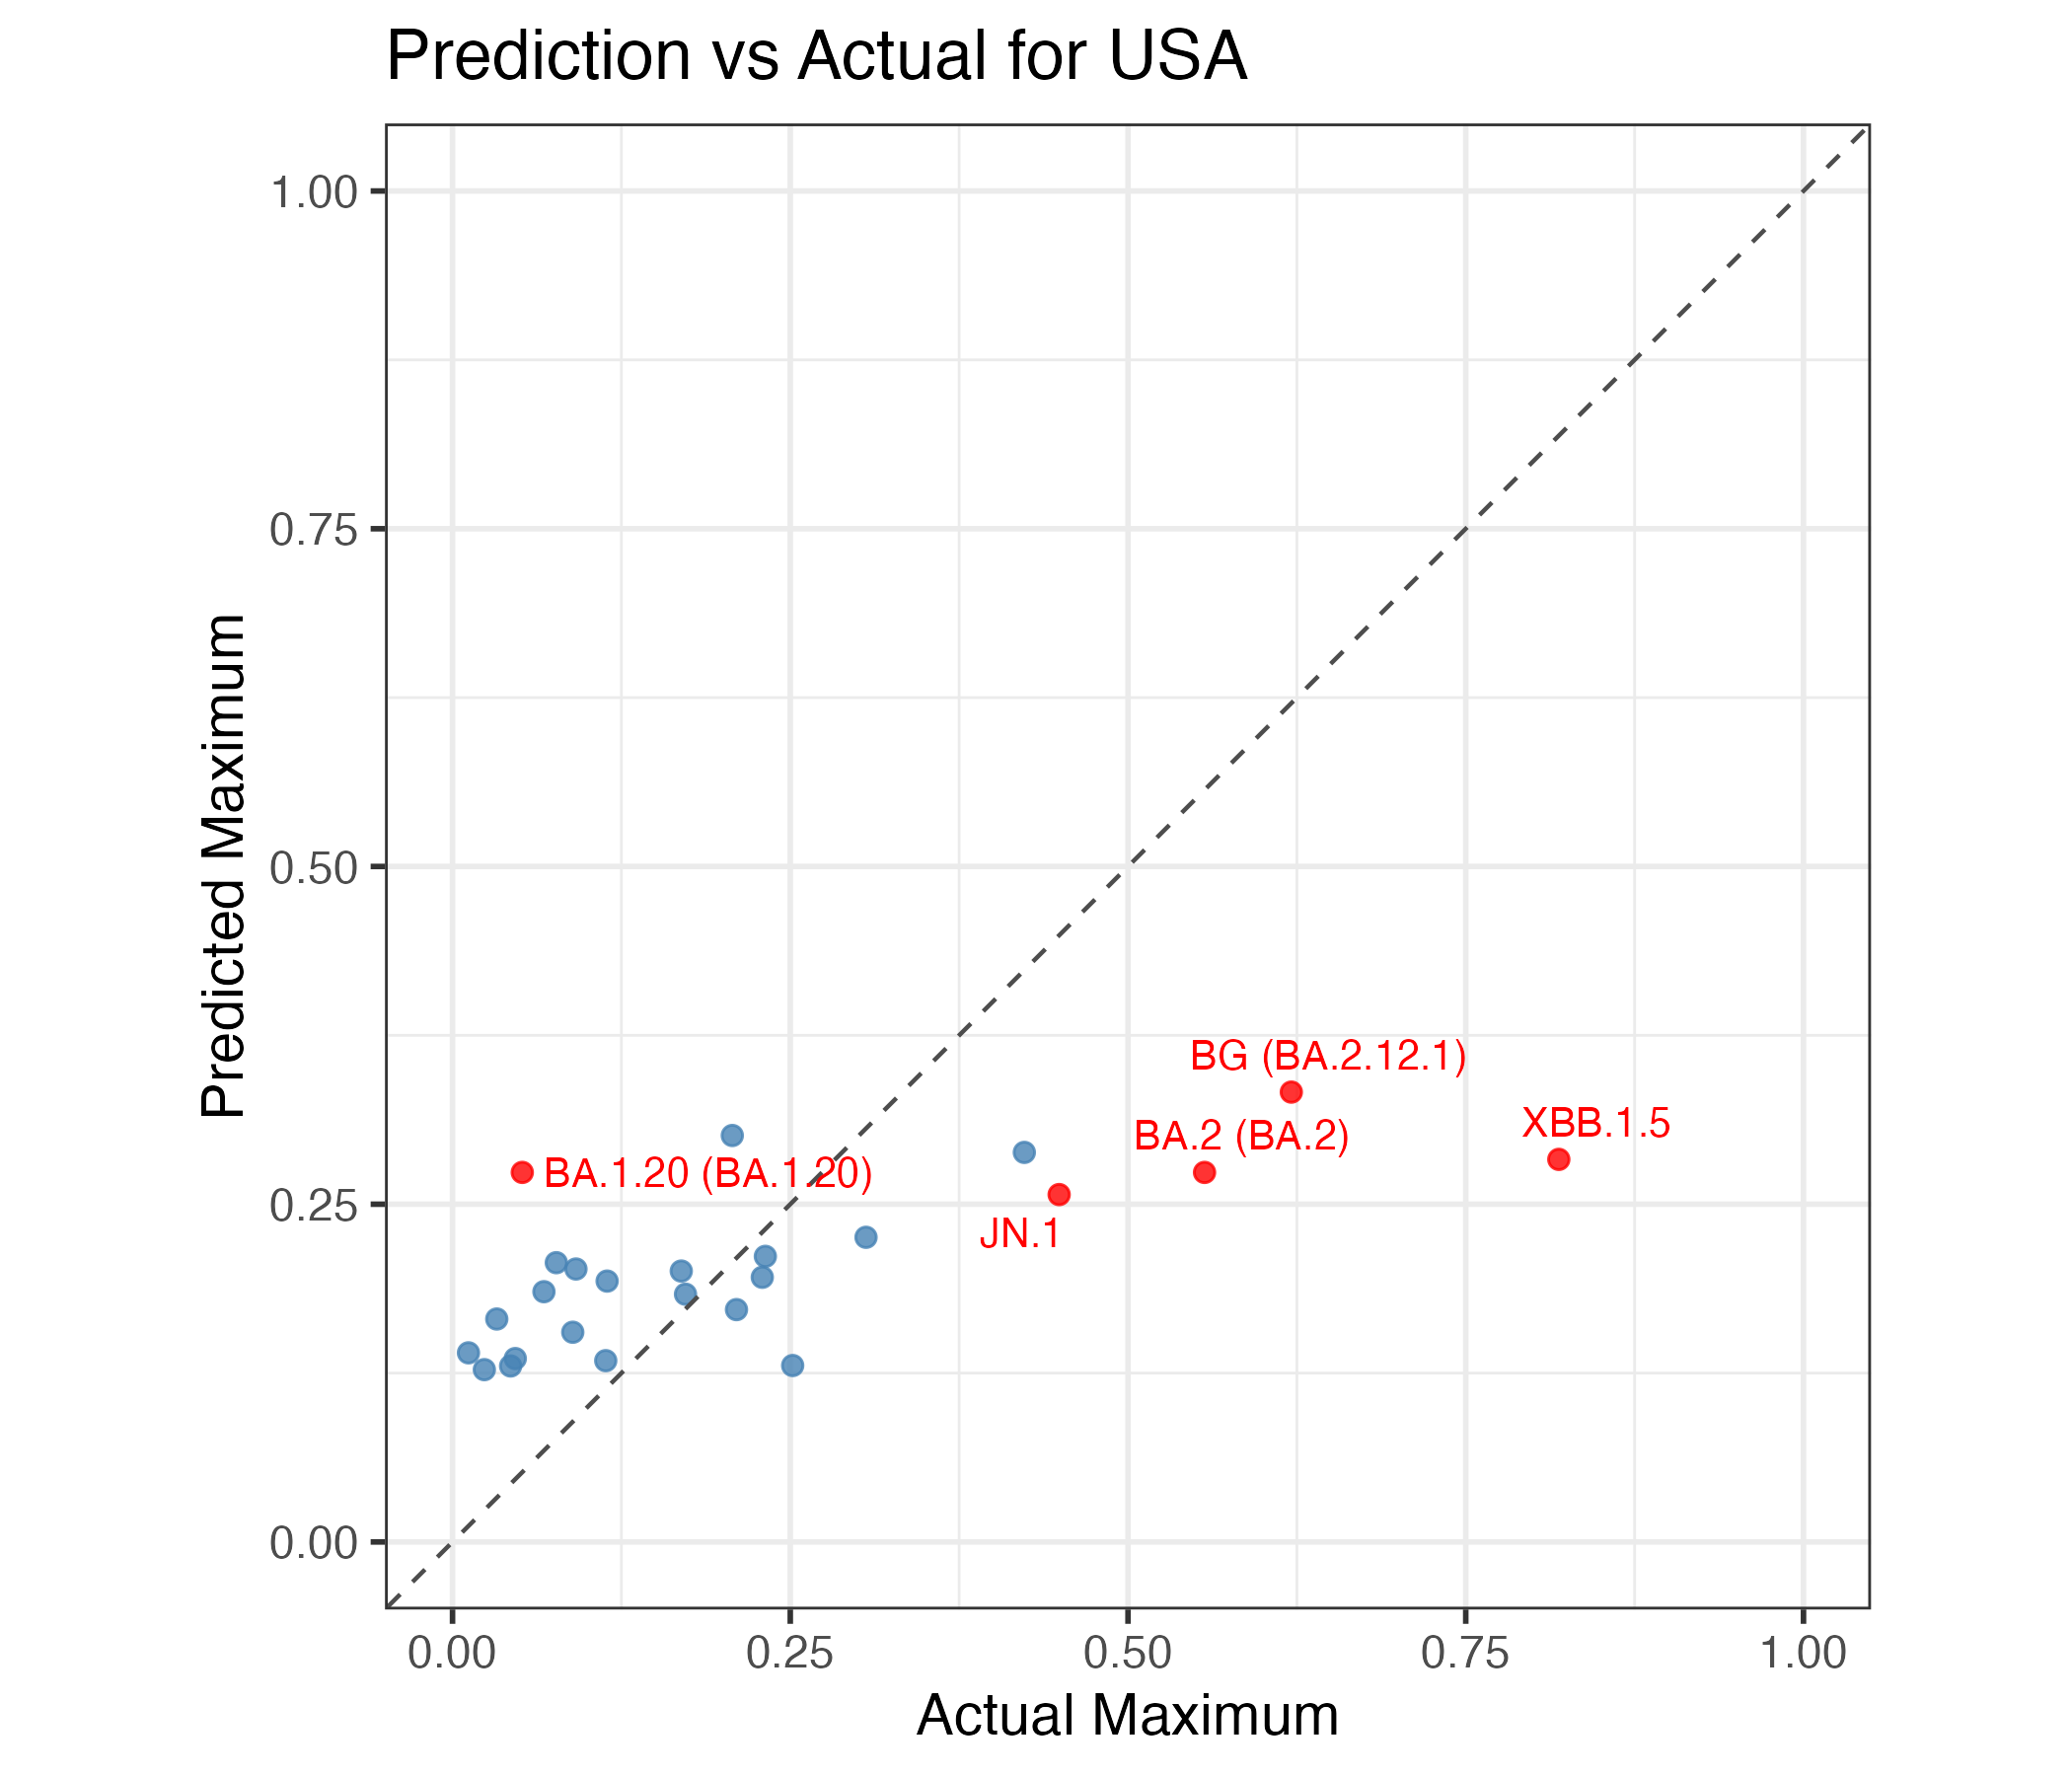 Prediction vs Actual for USA
Predicted Maximum
1.00
0.75
0.50
0.25
0.00
BG (BA.2.12.1)
XBB.1.5
BA.2 (BA.2)
BA.1.20 (BA.1.20)
JN.1
0.00 0.25 0.50 0.75 1.00
Actual Maximum